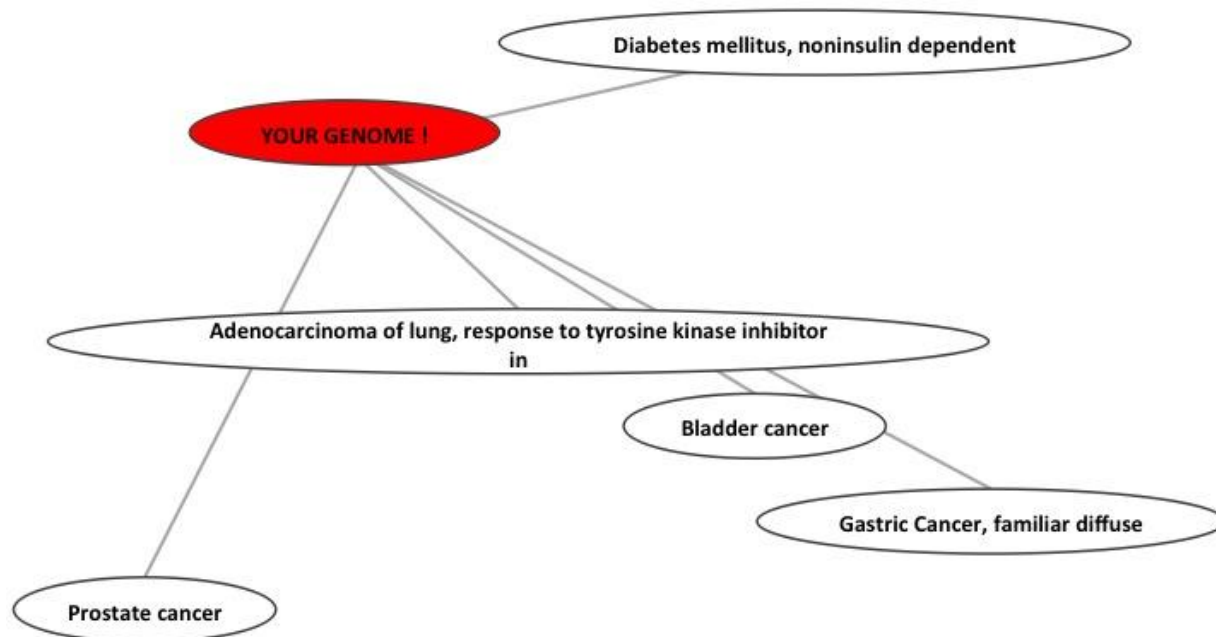 Diabetes mellitus, noninsulin dependent
YOUR GENOME !
Adenocarcinoma of lung, response to tyrosine kinase inhibitor
in
Bladder cancer
Gastric Cancer, familiar diffuse
Prostate cancer